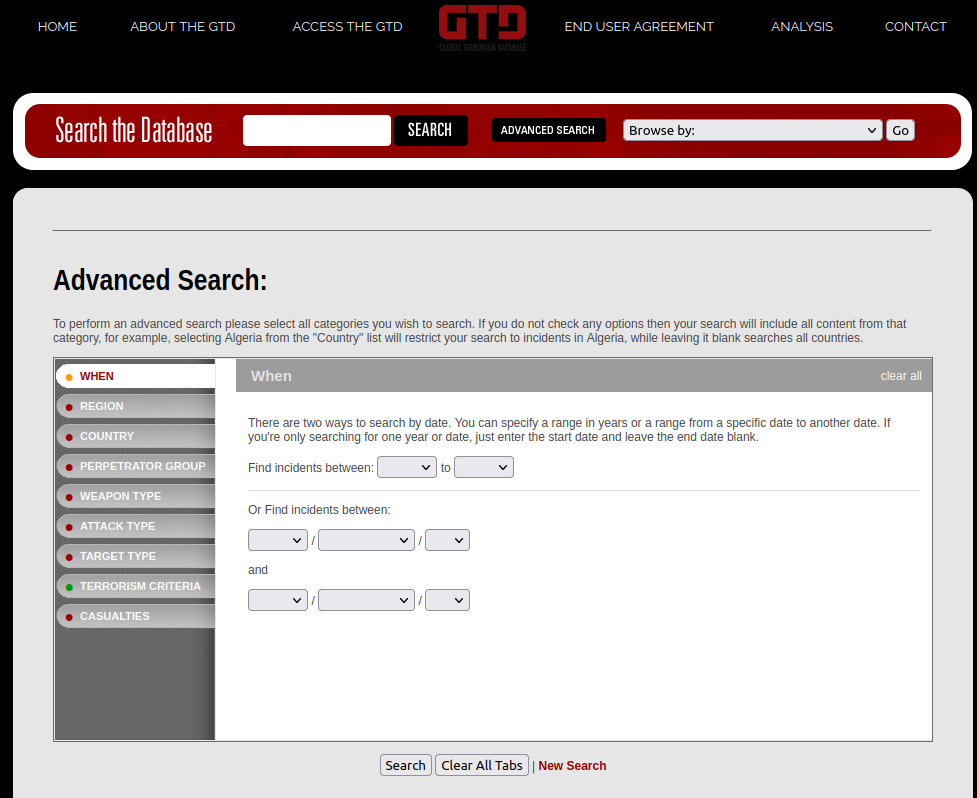 HOME ABOUT THE GTD ACCESS THE GTD GTD END USER AGREEMENT ANALYSIS CONTACT
GLOBAL TERRORISM DATABASE
Search the Database SEARCH ADVANCED SEARCH Browse by: Go
Advanced Search:
To perform an advanced search please select all categories you wish to search. If you do not check any options then your search will include all content from that
category, for example, selecting Algeria from the "Country" list will restrict your search to incidents in Algeria, while leaving it blank searches all countries.
WHEN
REGION
COUNTRY
PERPETRATOR GROUP
WEAPON TYPE
ATTACK TYPE
TARGET TYPE
TERRORISM CRITERIA
CASUALTIES
When clear all
There are two ways to search by date. You can specify a range in years or a range from a specific date to another date. If
you're only searching for one year or date, just enter the start date and leave the end date blank.
Find incidents between: to
Or Find incidents between:
/ /
and
/ /
Search Clear All Tabs | New Search